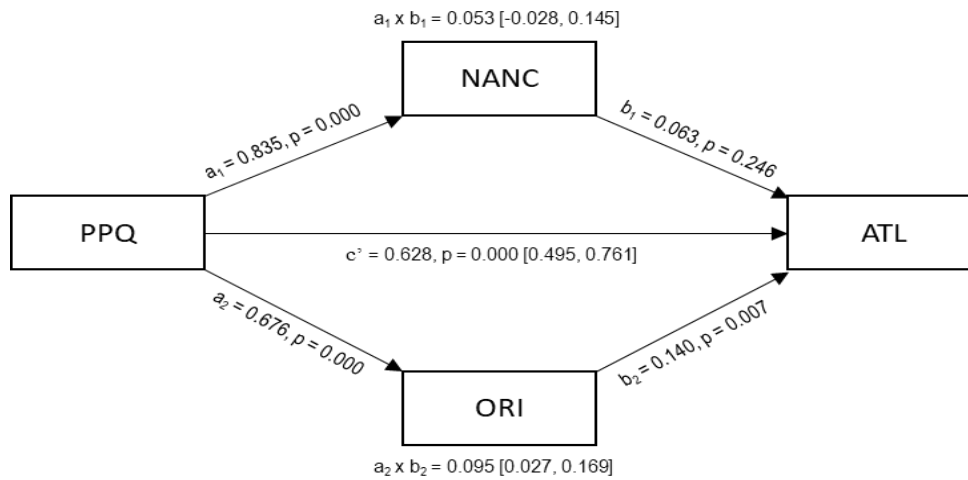 a₁ x b₁ = 0.053 [-0.028, 0.145]
NANC
a₁ = 0.835, p = 0.000
b₁ = 0.063, p = 0.246
PPQ
ATL
c’ = 0.628, p = 0.000 [0.495, 0.761]
a₂ = 0.676, p = 0.000
b₂ = 0.140, p = 0.007
ORI
a₂ x b₂ = 0.095 [0.027, 0.169]